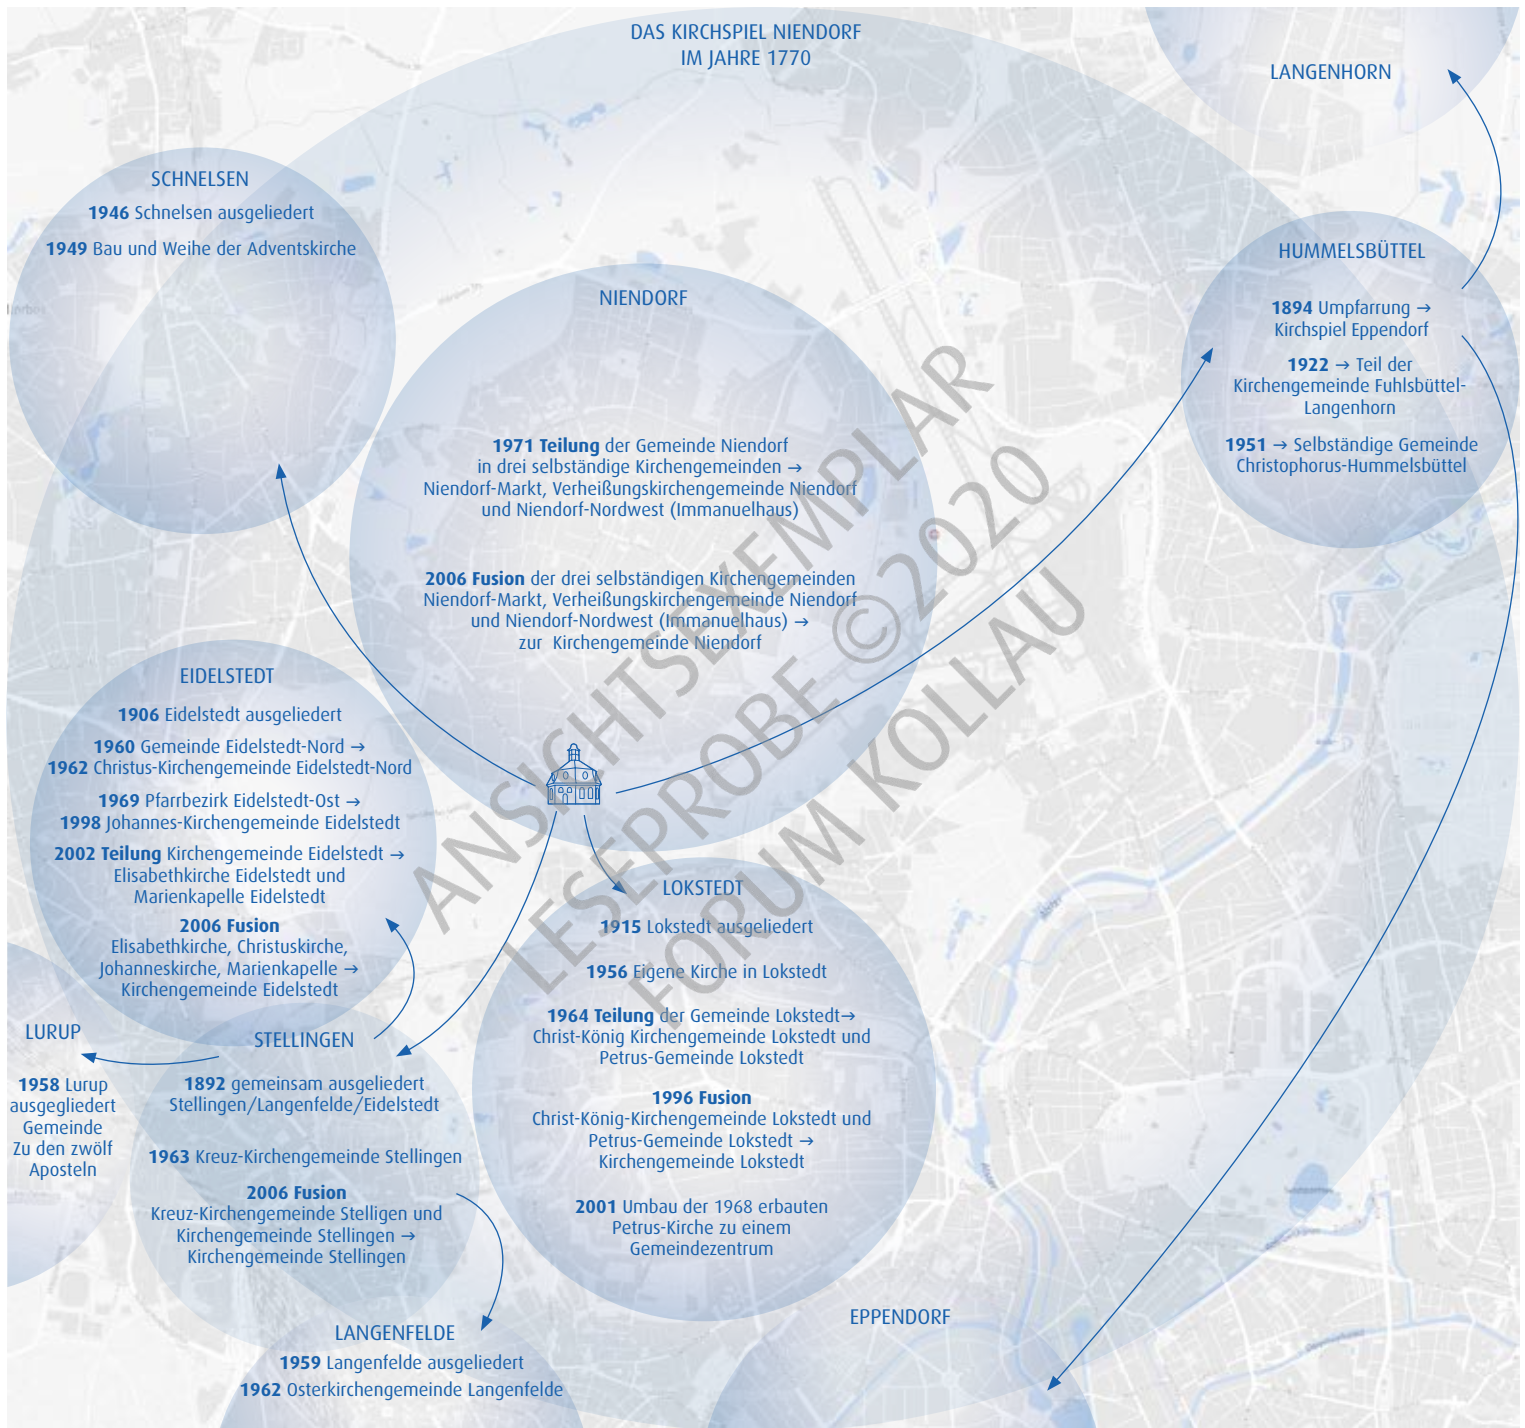 DAS KIRCHSPIEL NIENDORF
IM JAHRE 1770
LANGENHORN
SCHNELSEN
1946 Schnelsen ausgeliedert
1949 Bau und Weihe der Adventskirche
HUMMELSBÜTTEL
1894 Umpfarrung →
Kirchspiel Eppendorf
1922 → Teil der
Kirchengemeinde Fuhlsbüttel-
Langenhorn
1951 → Selbständige Gemeinde
Christophorus-Hummelsbüttel
NIENDORF
1971 Teilung der Gemeinde Niendorf
in drei selbständige Kirchengemeinden →
Niendorf-Markt, Verheißungskirchengemeinde Niendorf
und Niendorf-Nordwest (Immanuelhaus)
2006 Fusion der drei selbständigen Kirchengemeinden
Niendorf-Markt, Verheißungskirchengemeinde Niendorf
und Niendorf-Nordwest (Immanuelhaus) →
zur Kirchengemeinde Niendorf
EIDELSTEDT
1906 Eidelstedt ausgeliedert
1960 Gemeinde Eidelstedt-Nord →
1962 Christus-Kirchengemeinde Eidelstedt-Nord
1969 Pfarrbezirk Eidelstedt-Ost →
1998 Johannes-Kirchengemeinde Eidelstedt
2002 Teilung Kirchengemeinde Eidelstedt →
Elisabethkirche Eidelstedt und
Marienkapelle Eidelstedt
2006 Fusion
Elisabethkirche, Christuskirche,
Johanneskirche, Marienkapelle →
Kirchengemeinde Eidelstedt
LOKSTEDT
1915 Lokstedt ausgeliedert
1956 Eigene Kirche in Lokstedt
1964 Teilung der Gemeinde Lokstedt→
Christ-König Kirchengemeinde Lokstedt und
Petrus-Gemeinde Lokstedt
1996 Fusion
Christ-König-Kirchengemeinde Lokstedt und
Petrus-Gemeinde Lokstedt →
Kirchengemeinde Lokstedt
2001 Umbau der 1968 erbauten
Petrus-Kirche zu einem
Gemeindezentrum
LURUP
1958 Lurup
ausgegliedert
Gemeinde
Zu den zwölf
Aposteln
STELLINGEN
1892 gemeinsam ausgeliedert
Stellingen/Langenfelde/Eidelstedt
1963 Kreuz-Kirchengemeinde Stellingen
2006 Fusion
Kreuz-Kirchengemeinde Stelligen und
Kirchengemeinde Stellingen →
Kirchengemeinde Stellingen
LANGENFELDE
1959 Langenfelde ausgeliedert
1962 Osterkirchengemeinde Langenfelde
EPPENDORF
ANSICHTSEXEMPLAR
LESEPROBE ©2020
FORUM KOLLAU